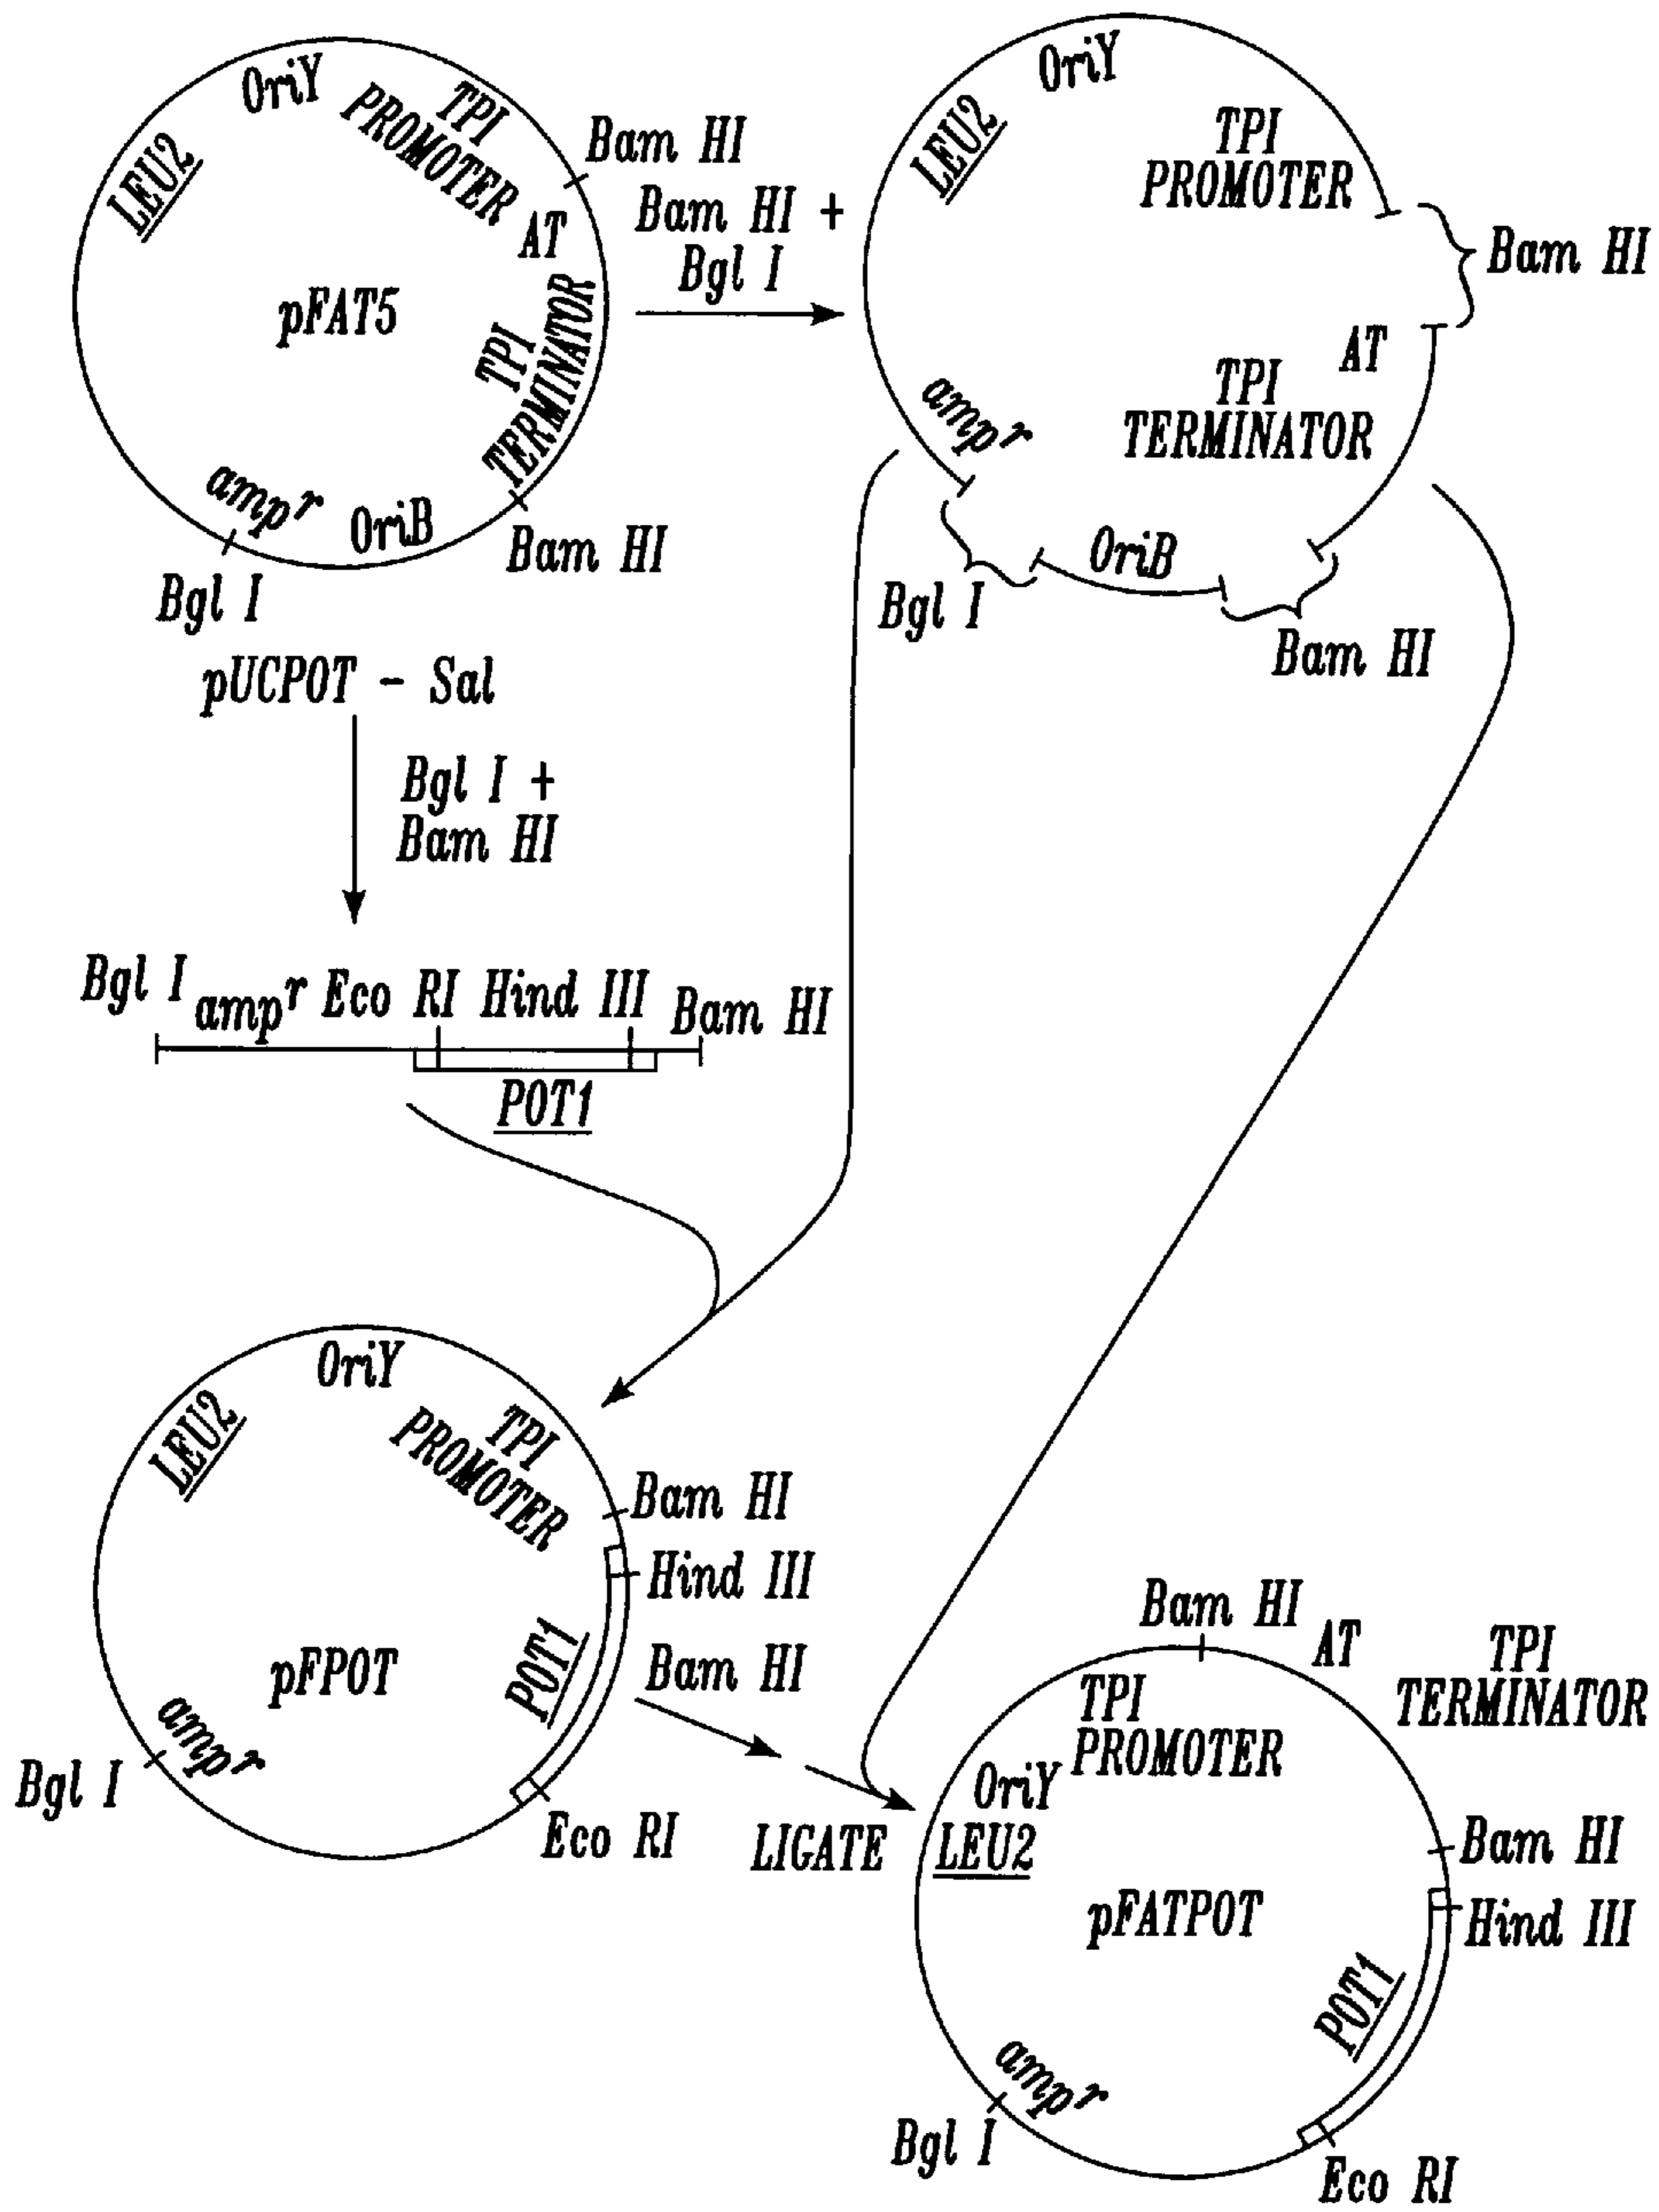 OriY
TPI
PROMOTER
LEU2
Bam HI
AT
pFAT5
TPI
TERMINATOR
amp r
OriB
Bam HI
Bgl I
Bam HI +
Bgl I
OriY
LEU2
TPI
PROMOTER
Bam HI
AT
TPI
TERMINATOR
amp r
OriB
Bgl I
Bam HI
pUCPOT - Sal
Bgl I +
Bam HI
Bgl I amp r Eco RI Hind III Bam HI
POT1
OriY
LEU2
TPI
PROMOTER
Bam HI
Hind III
POT1
pFPOT
amp r
Bgl I
Eco RI
Bam HI
LIGATE
Bam HI
AT
TPI
TERMINATOR
TPI
PROMOTER
OriY
LEU2
Bam HI
pFATPOT
Hind III
POT1
amp r
Bgl I
Eco RI